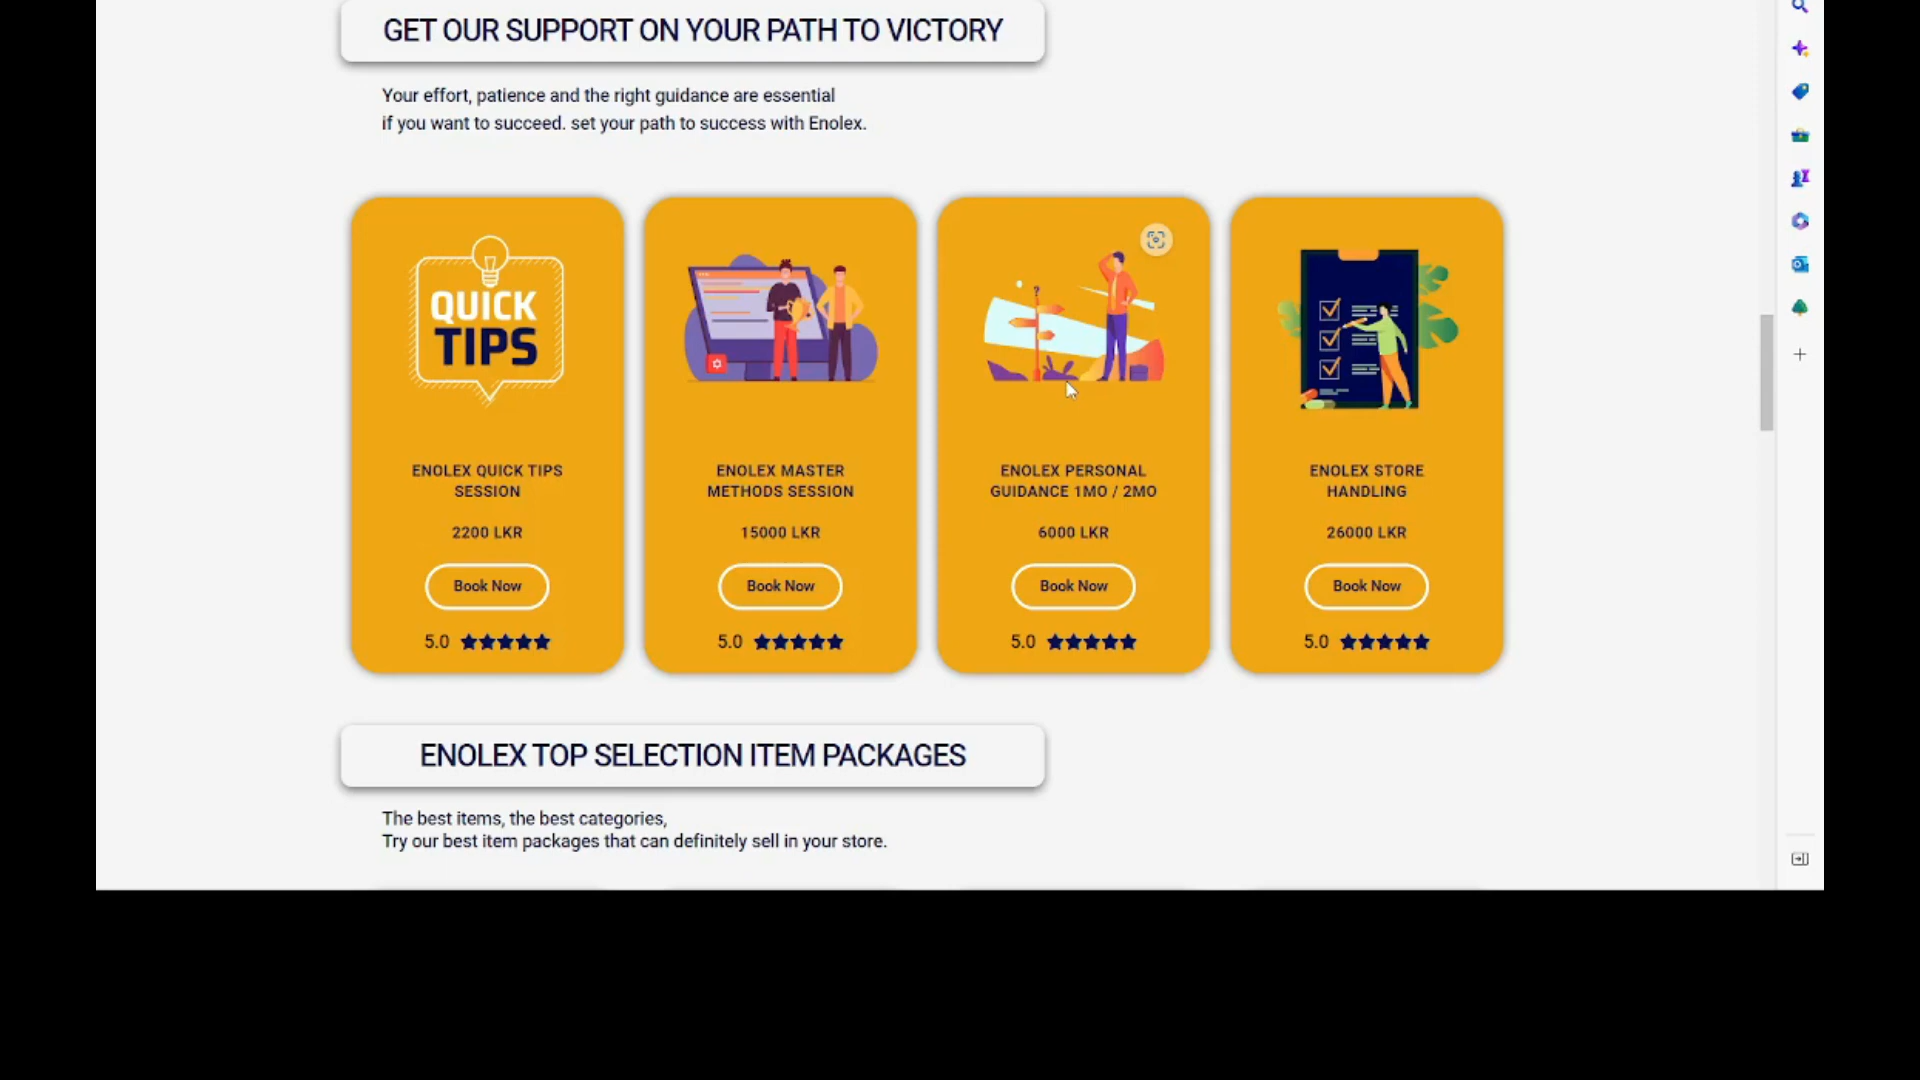 GET OUR SUPPORT ON YOUR PATH TO VICTORY
Your effort, patience and the right guidance are essential
if you want to succeed. set your path to success with Enolex.
QUICK
TIPS
ENOLEX QUICK TIPS
SESSION
2200 LKR
Book Now
5.0
ENOLEX MASTER
METHODS SESSION
15000 LKR
Book Now
5.0
?
ENOLEX PERSONAL
GUIDANCE 1MO / 2MO
6000 LKR
Book Now
5.0
ENOLEX STORE
HANDLING
26000 LKR
Book Now
5.0
ENOLEX TOP SELECTION ITEM PACKAGES
The best items, the best categories,
Try our best item packages that can definitely sell in your store.